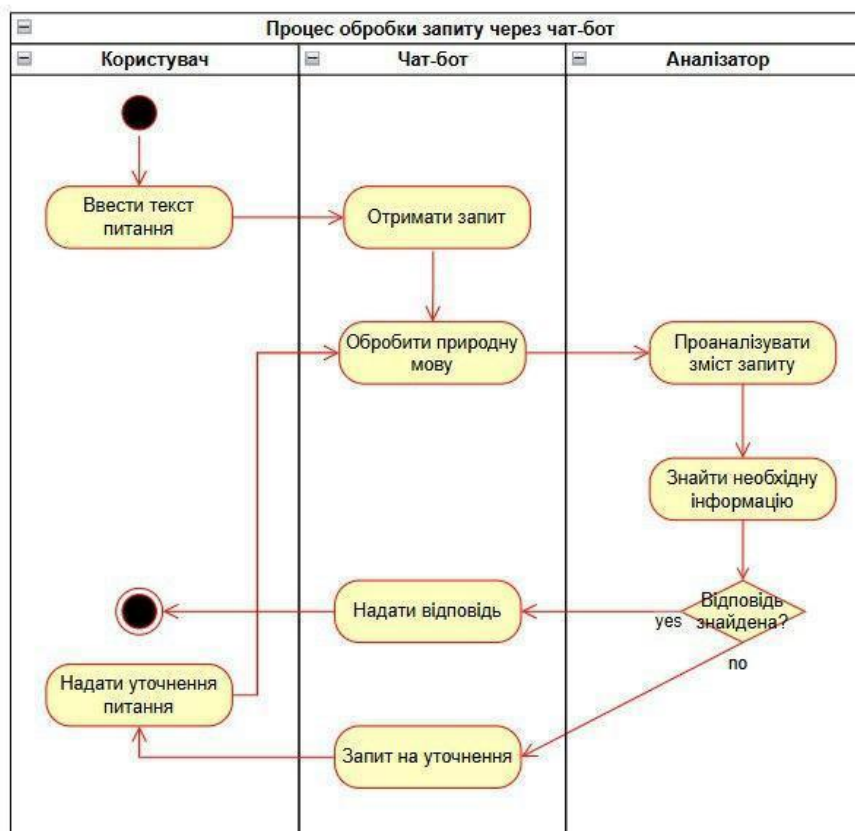 Процес обробки запиту через чат-бот
Користувач
Чат-бот
Аналізатор
Ввести текст
питання
Отримати запит
Обробити природну
мову
Проаналізувати
зміст запиту
Знайти необхідну
інформацію
Відповідь
знайдена?
yes
Надати відповідь
no
Надати уточнення
питання
Запит на уточнення